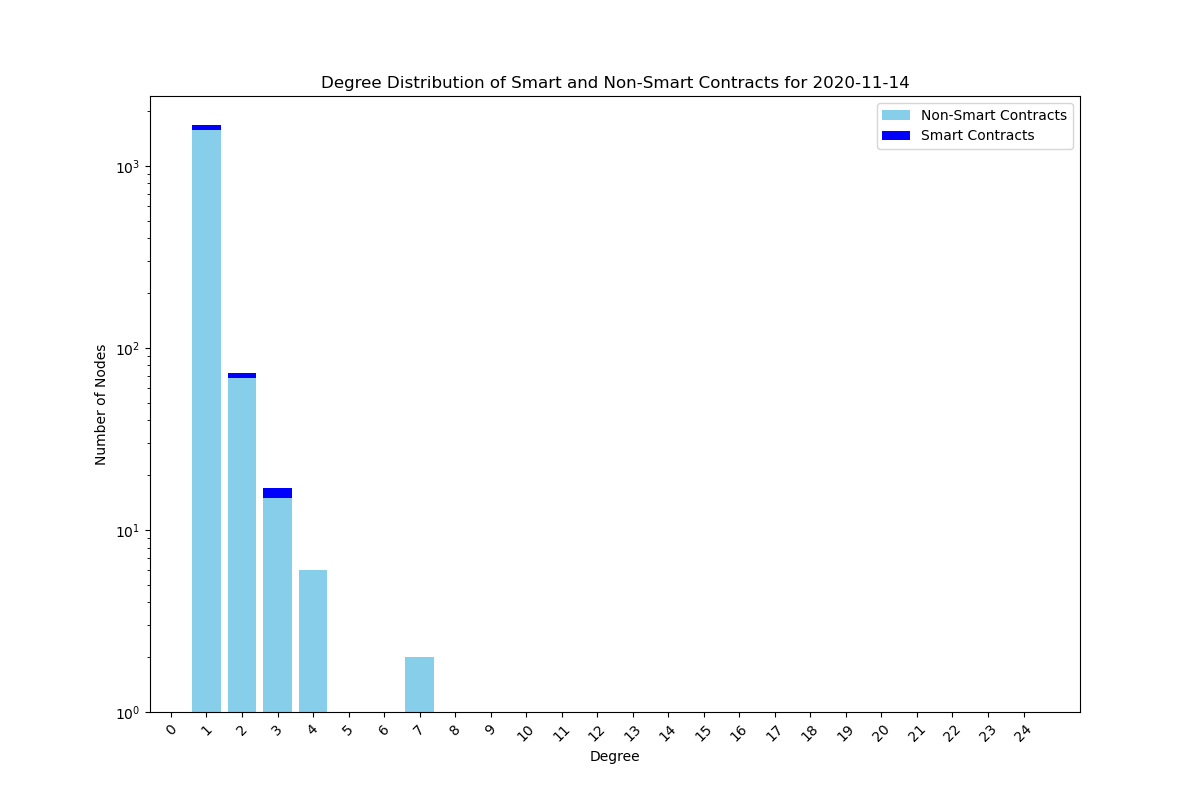 Degree Distribution of Smart and Non-Smart Contracts for 2020-11-14
Non-Smart Contracts
Smart Contracts
Number of Nodes
10³
10²
10¹
10⁰
0 1 2 3 4 5 6 7 8 9 10 11 12 13 14 15 16 17 18 19 20 21 22 23 24
Degree